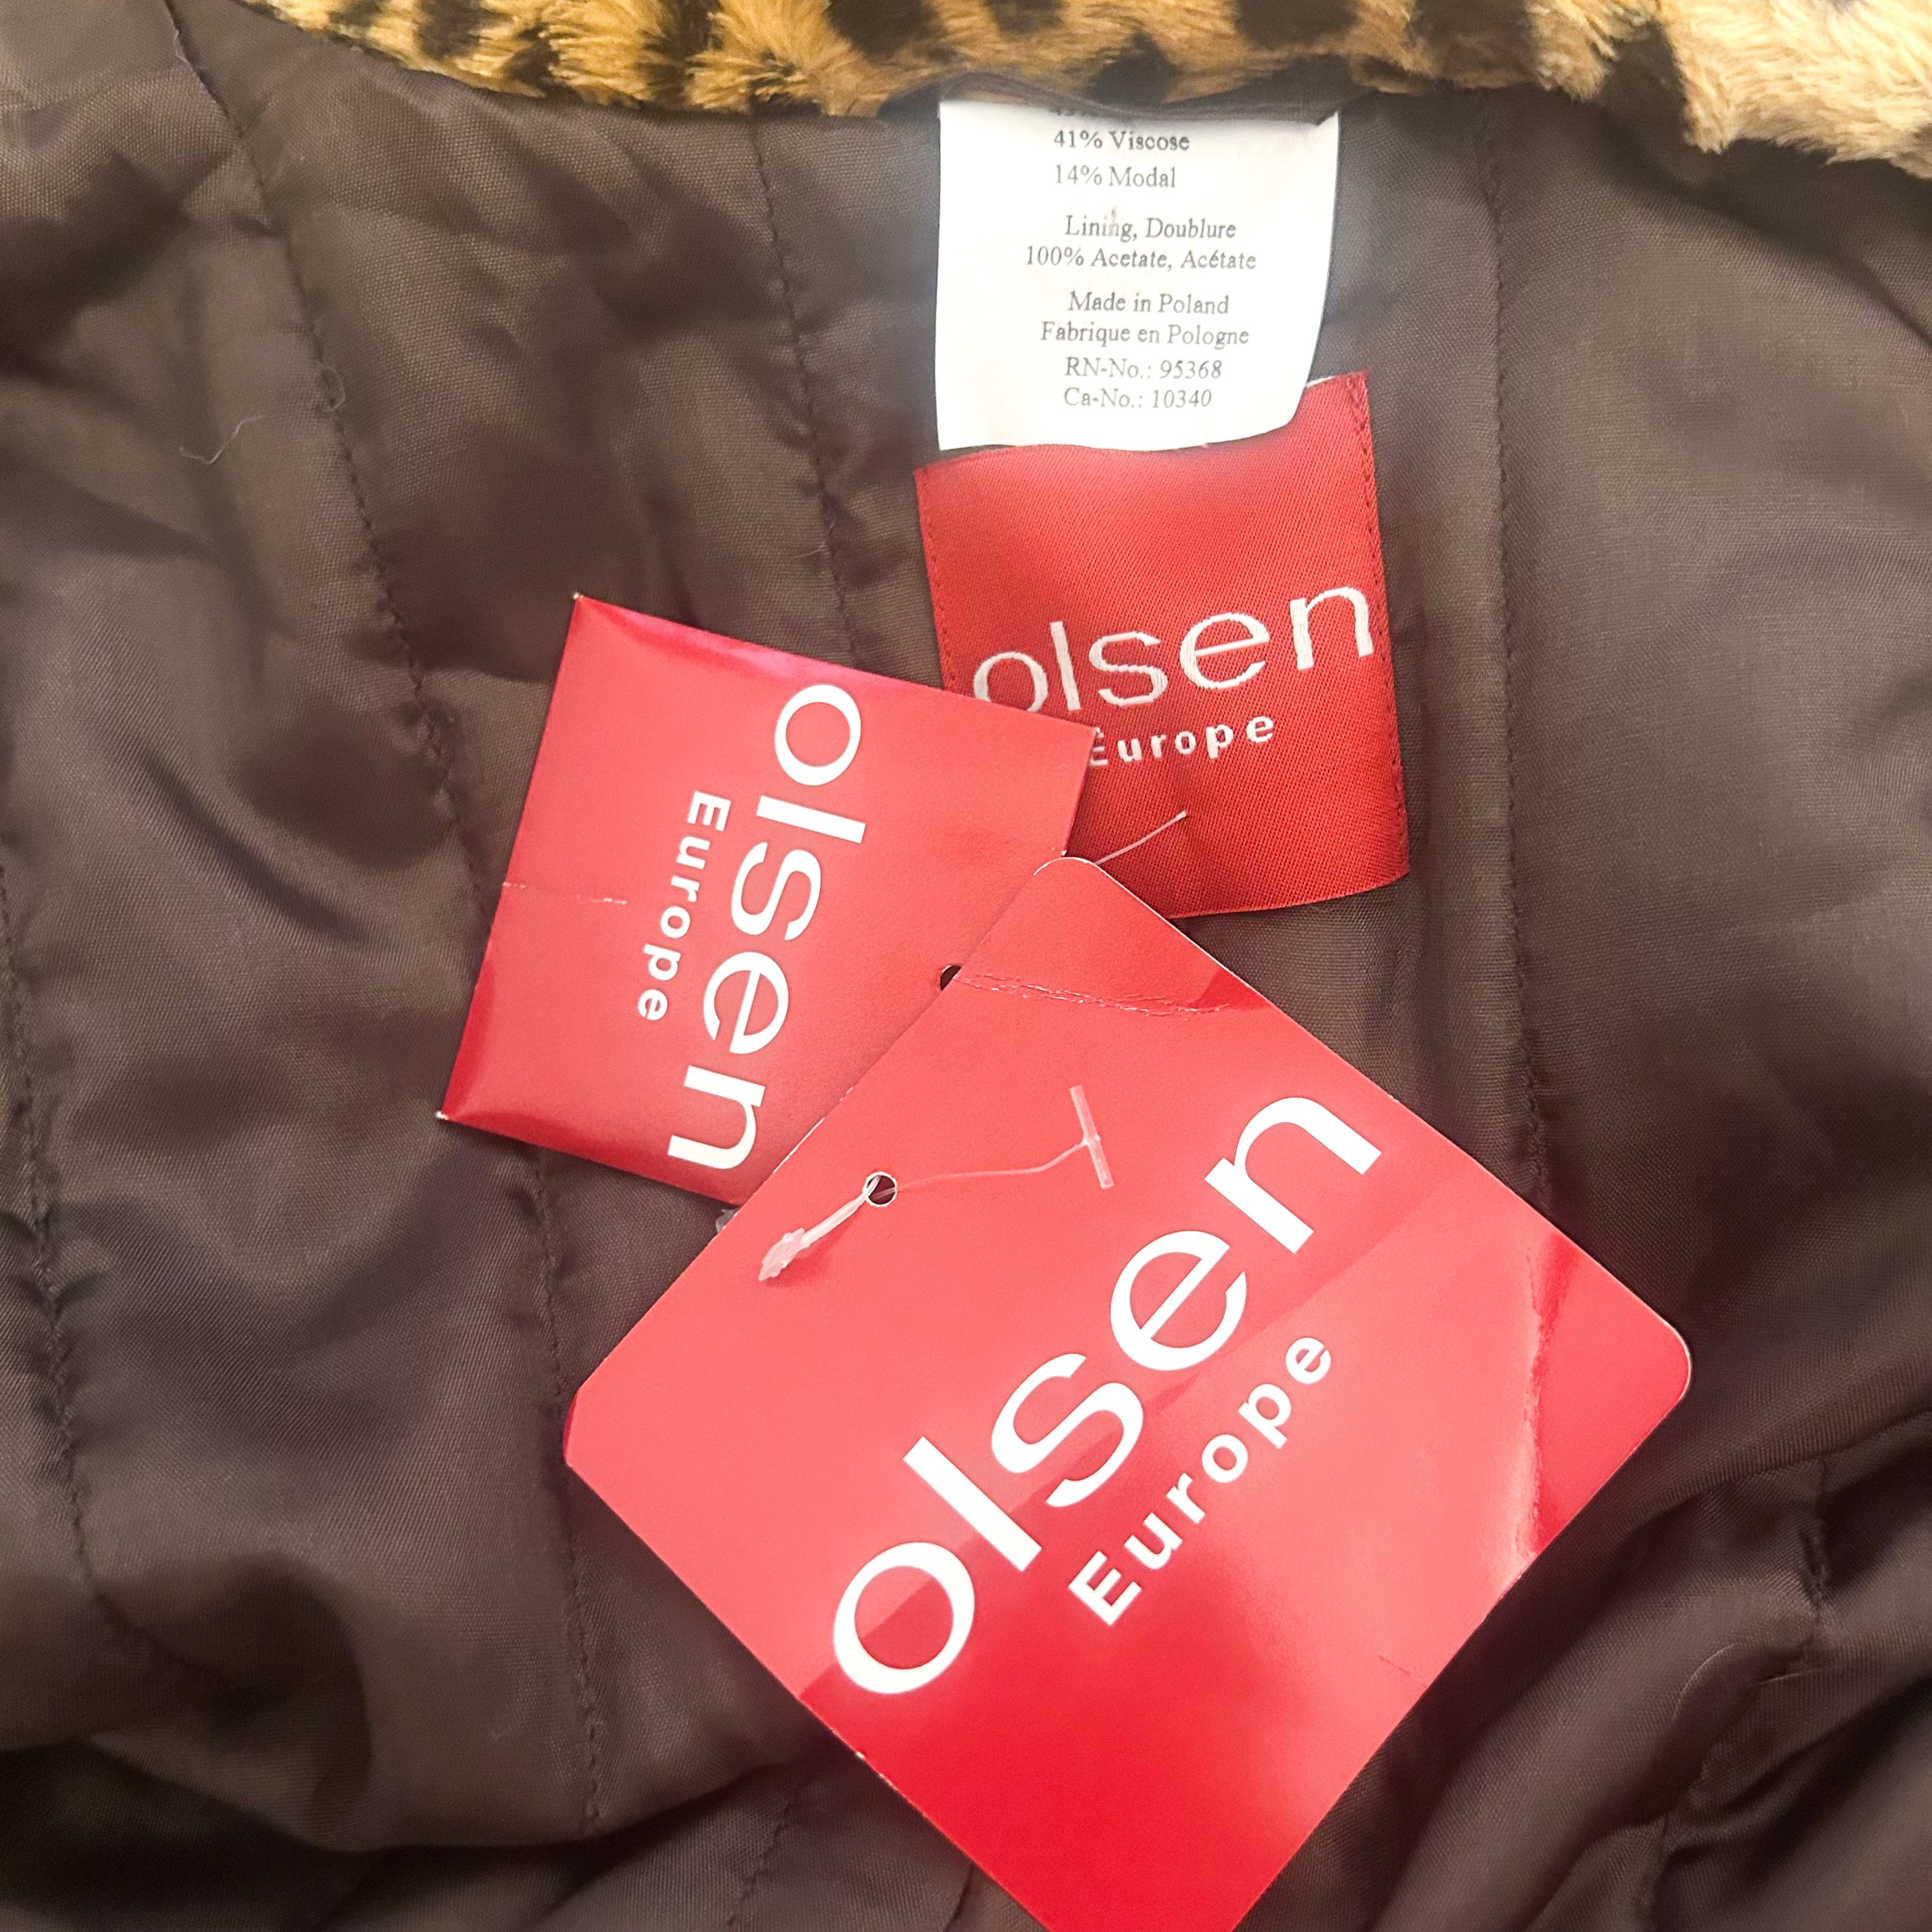 41% Viscose
14% Modal
Lining, Doublure
100% Acetate, Acétate
Made in Poland
Fabrique en Pologne
RN-No.: 95368
Ca-No.: 10340
olsen
Europe
olsen
Europe
olsen
Europe